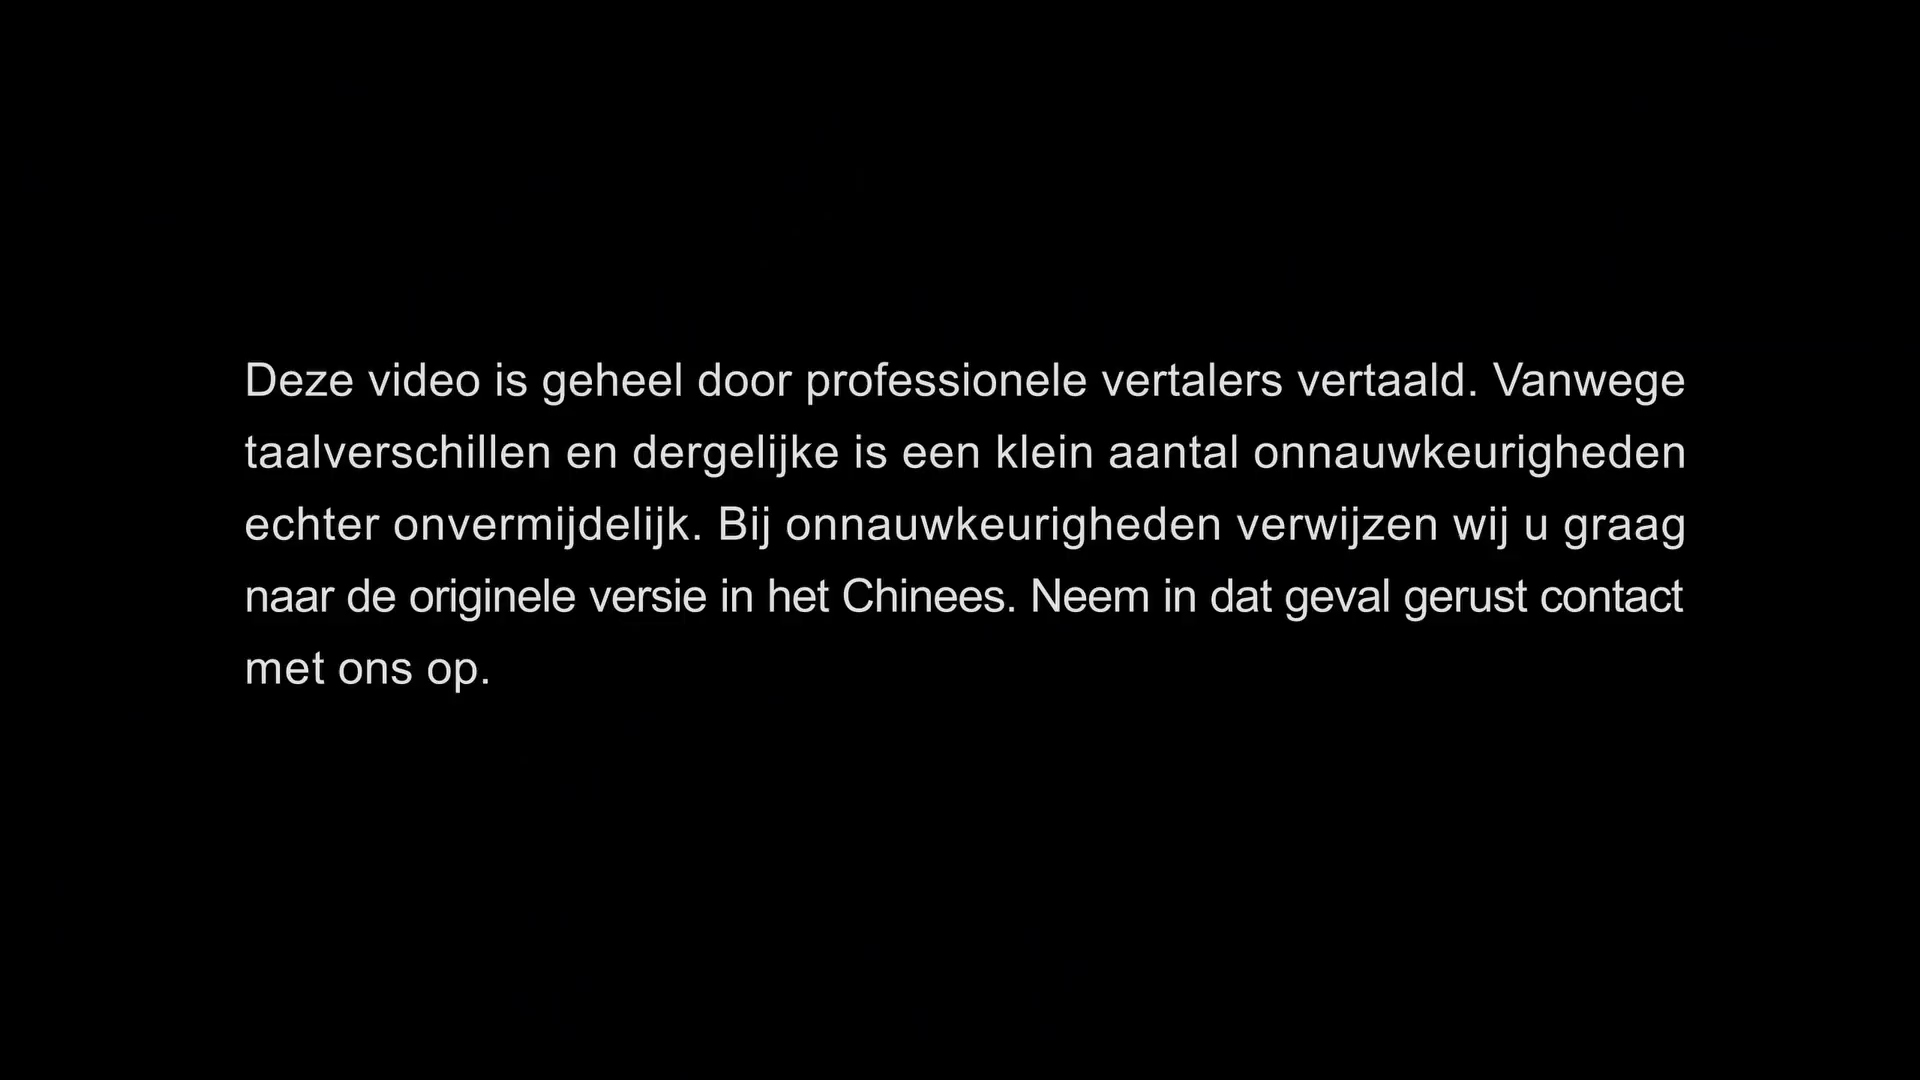 Deze video is geheel door professionele vertalers vertaald. Vanwege
taalverschillen en dergelijke is een klein aantal onnauwkeurigheden
echter onvermijdelijk. Bij onnauwkeurigheden verwijzen wij u graag
naar de originele versie in het Chinees. Neem in dat geval gerust contact
met ons op.